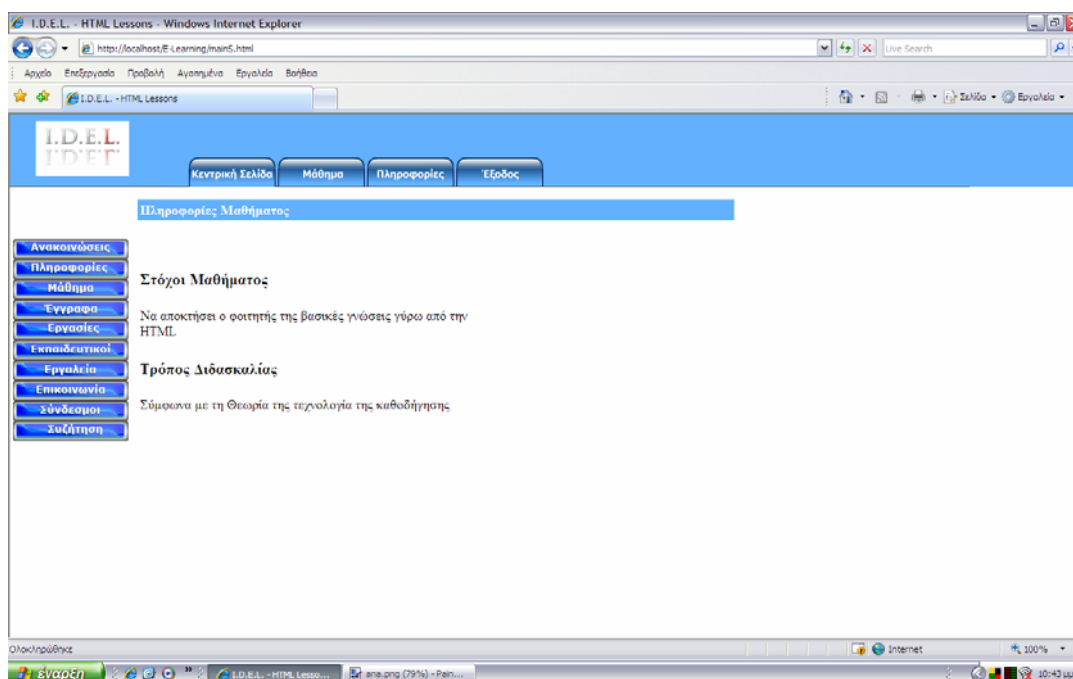 I.D.E.L. - HTML Lessons - Windows Internet Explorer
http://localhost/E-Learning/main5.html
Live Search
Αρχείο Επεξεργασία Προβολή Αγαπημένα Εργαλεία Βοήθεια
I.D.E.L. - HTML Lessons
Σελίδα Εργαλεία
I.D.E.L.
Κεντρική Σελίδα Μάθημα Πληροφορίες Έξοδος
Πληροφορίες Μαθήματος
Ανακοινώσεις
Πληροφορίες
Μάθημα
Έγγραφα
Εργασίες
Εκπαιδευτικοί
Εργαλεία
Επικοινωνία
Σύνδεσμοι
Συζήτηση
Στόχοι Μαθήματος
Να αποκτήσει ο φοιτητής της βασικές γνώσεις γύρω από την
HTML
Τρόπος Διδασκαλίας
Σύμφωνα με τη Θεωρία της τεχνολογία της καθοδήγησης
Ολοκληρώθηκε
Internet
100%
έναρξη
I.D.E.L. - HTML Lesso...
ana.png (79%) - Pain...
10:43 μμ